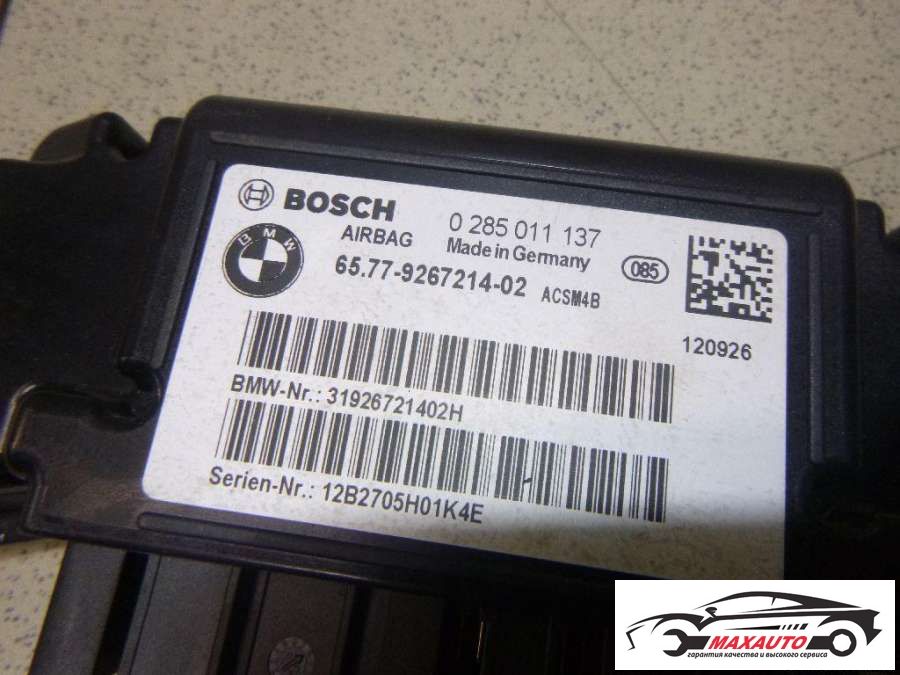 BOSCH 0 285 011 137
AIRBAG Made in Germany
BMW 65.77-9267214-02 ACSM4B 085
120926
BMW-Nr.: 31926721402H
Serien-Nr.: 12B2705H01K4E
MAXAUTO
гарантия качества и высокого сервиса